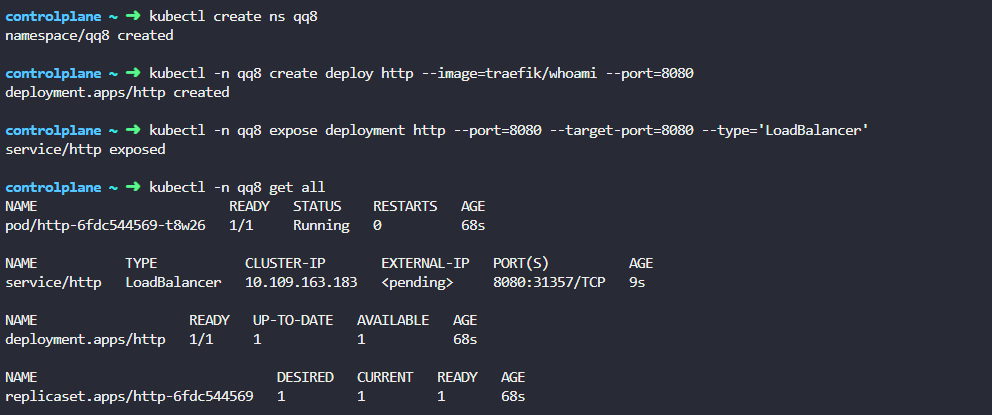 controlplane ~ ➜ kubectl create ns qq8
namespace/qq8 created
controlplane ~ ➜ kubectl -n qq8 create deploy http --image=traefik/whoami --port=8080
deployment.apps/http created
controlplane ~ ➜ kubectl -n qq8 expose deployment http --port=8080 --target-port=8080 --type='LoadBalancer'
service/http exposed
controlplane ~ ➜ kubectl -n qq8 get all
NAME READY STATUS RESTARTS AGE
pod/http-6fdc544569-t8w26 1/1 Running 0 68s
NAME TYPE CLUSTER-IP EXTERNAL-IP PORT(S) AGE
service/http LoadBalancer 10.109.163.183 <pending> 8080:31357/TCP 9s
NAME READY UP-TO-DATE AVAILABLE AGE
deployment.apps/http 1/1 1 1 68s
NAME DESIRED CURRENT READY AGE
replicaset.apps/http-6fdc544569 1 1 1 68s